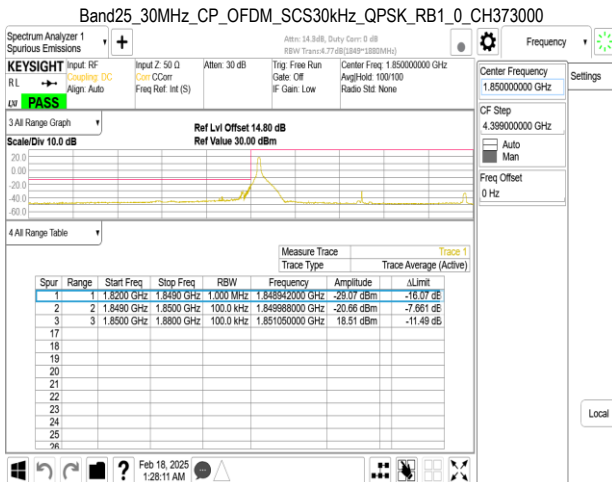 Band25_30MHz_CP_OFDM_SCS30kHz_QPSK_RB1_0_CH373000
Spectrum Analyzer 1
Spurious Emissions
Attn: 14.8dB, Duty Corr: 0 dB
RBW Trans:4.77dB(1849~1880MHz)
Frequency
KEYSIGHT
RL
LXI
PASS
Input: RF
Coupling: DC
Align: Auto
Input Z: 50 Ω
Corr CCorr
Freq Ref: Int (S)
Atten: 30 dB
Trig: Free Run
Gate: Off
IF Gain: Low
Center Freq: 1.850000000 GHz
Avg|Hold: 100/100
Radio Std: None
Center Frequency
1.850000000 GHz
Settings
CF Step
4.399000000 GHz
Auto
Man
Freq Offset
0 Hz
Local
3 All Range Graph
Scale/Div 10.0 dB
Ref Lvl Offset 14.80 dB
Ref Value 30.00 dBm
20.0
0.00
-20.0
-40.0
-60.0
4 All Range Table
Measure Trace Trace 1
Trace Type Trace Average (Active)
Spur Range Start Freq Stop Freq RBW Frequency Amplitude ΔLimit
1 1 1.8200 GHz 1.8490 GHz 1.000 MHz 1.848942000 GHz -29.07 dBm -16.07 dB
2 2 1.8490 GHz 1.8500 GHz 100.0 kHz 1.849988000 GHz -20.66 dBm -7.661 dB
3 3 1.8500 GHz 1.8800 GHz 100.0 kHz 1.851050000 GHz 18.51 dBm -11.49 dB
17
18
19
20
21
22
23
24
25
26
Feb 18, 2025
1:28:11 AM